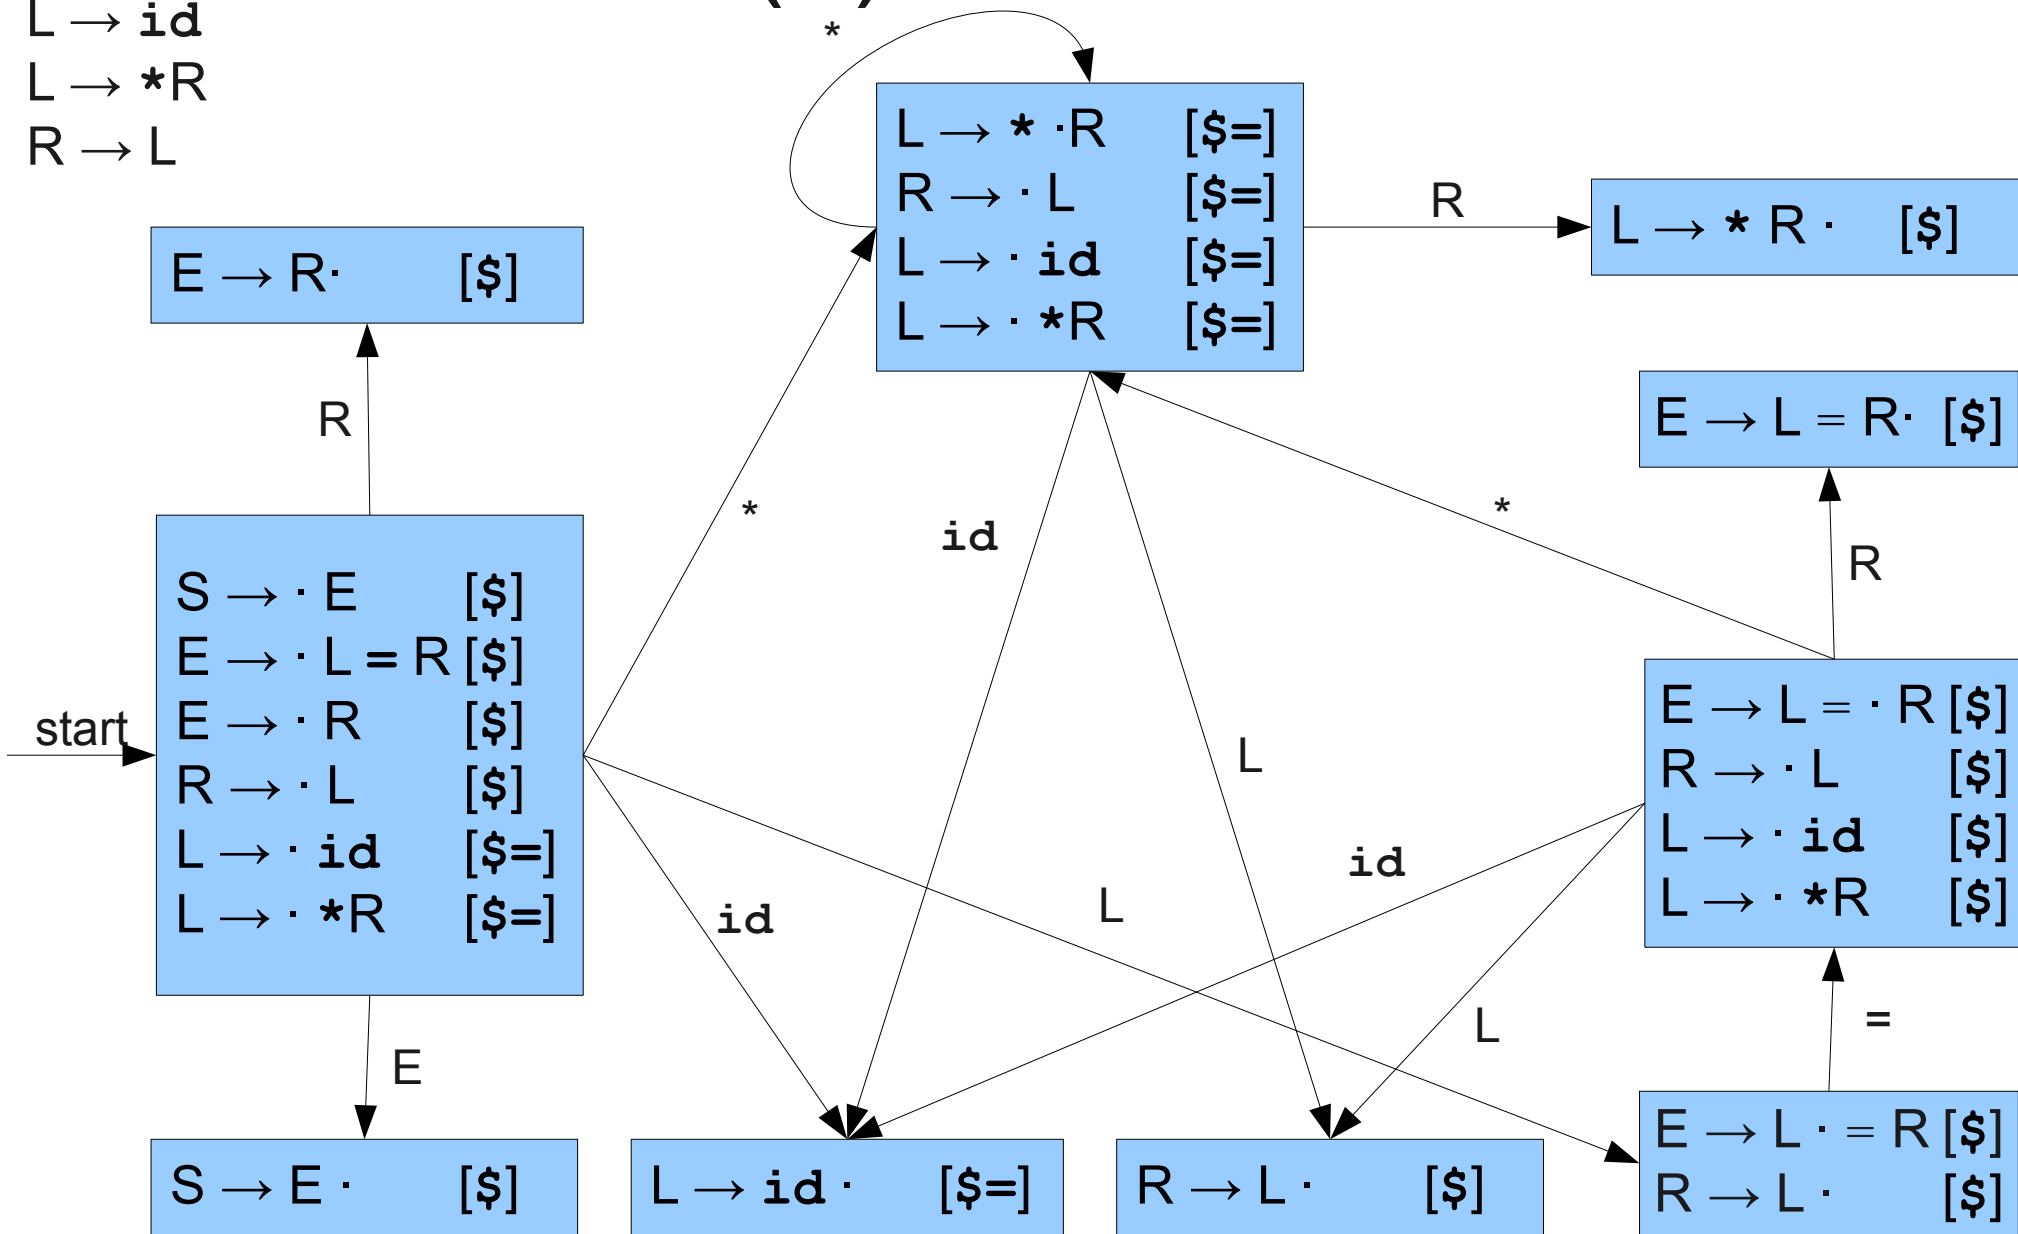 L → id
L → *R
R → L
*
L → * ·R [$=]
R → · L [$=]
L → · id [$=]
L → · *R [$=]
R
L → * R · [$]
E → R· [$]
R
E → L = R· [$]
*
*
id
R
S → · E [$]
E → · L = R [$]
E → · R [$]
R → · L [$]
L → · id [$=]
L → · *R [$=]
start
L
E → L = · R [$]
R → · L [$]
L → · id [$]
L → · *R [$]
id
id
L
L
=
E
S → E · [$]
L → id · [$=]
R → L · [$]
E → L · = R [$]
R → L · [$]